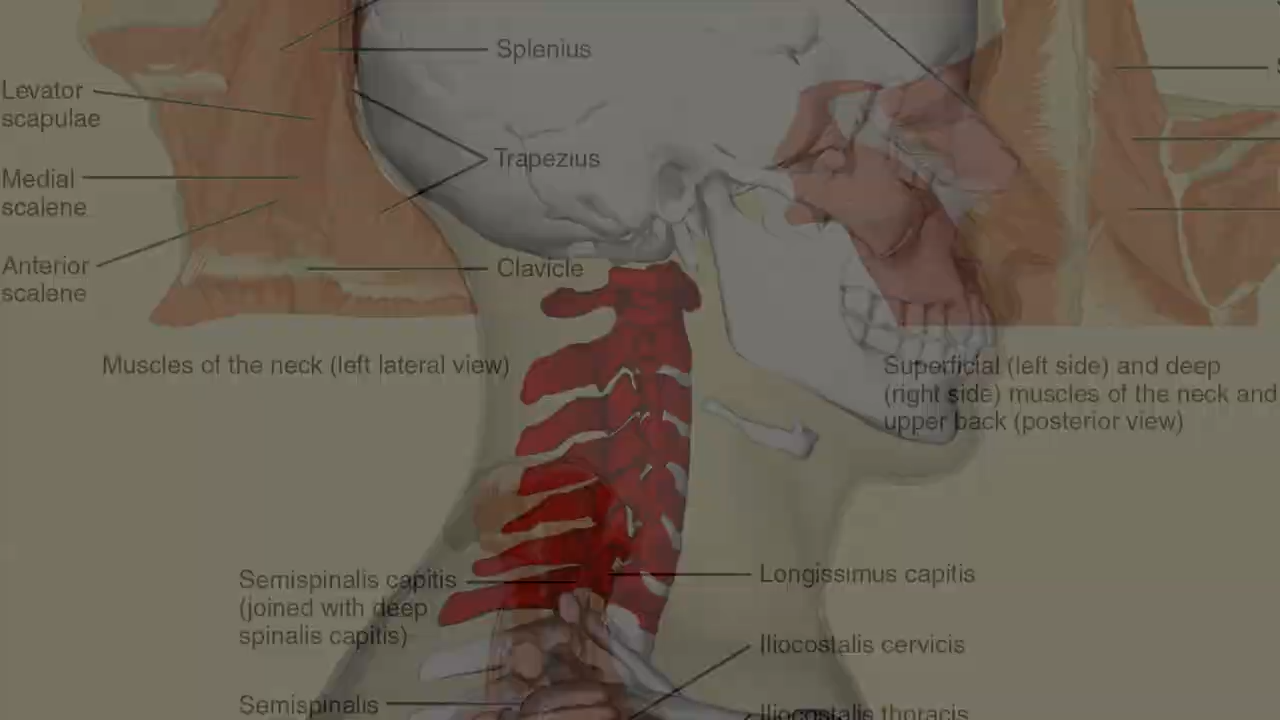 Splenius
Levator
scapulae
Trapezius
Medial
scalene
Anterior
scalene
Clavicle
Muscles of the neck (left lateral view)
Superficial (left side) and deep
(right side) muscles of the neck and
upper back (posterior view)
Semispinalis capitis
(joined with deep
spinalis capitis)
Longissimus capitis
Iliocostalis cervicis
Semispinalis
Iliocostalis thoracis